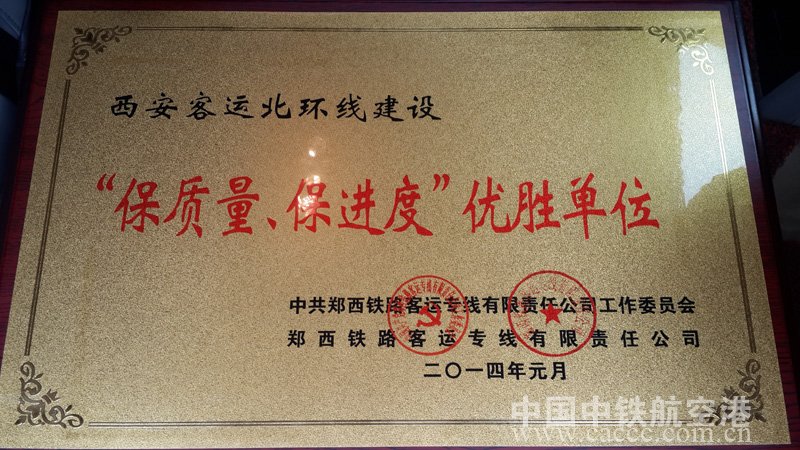 西安客运北环线建设
“保质量、保进度”优胜单位
中共郑西铁路客运专线有限责任公司工作委员会
郑西铁路客运专线有限责任公司
二〇一四年元月
中国中铁航空港
www.caccc.com.cn